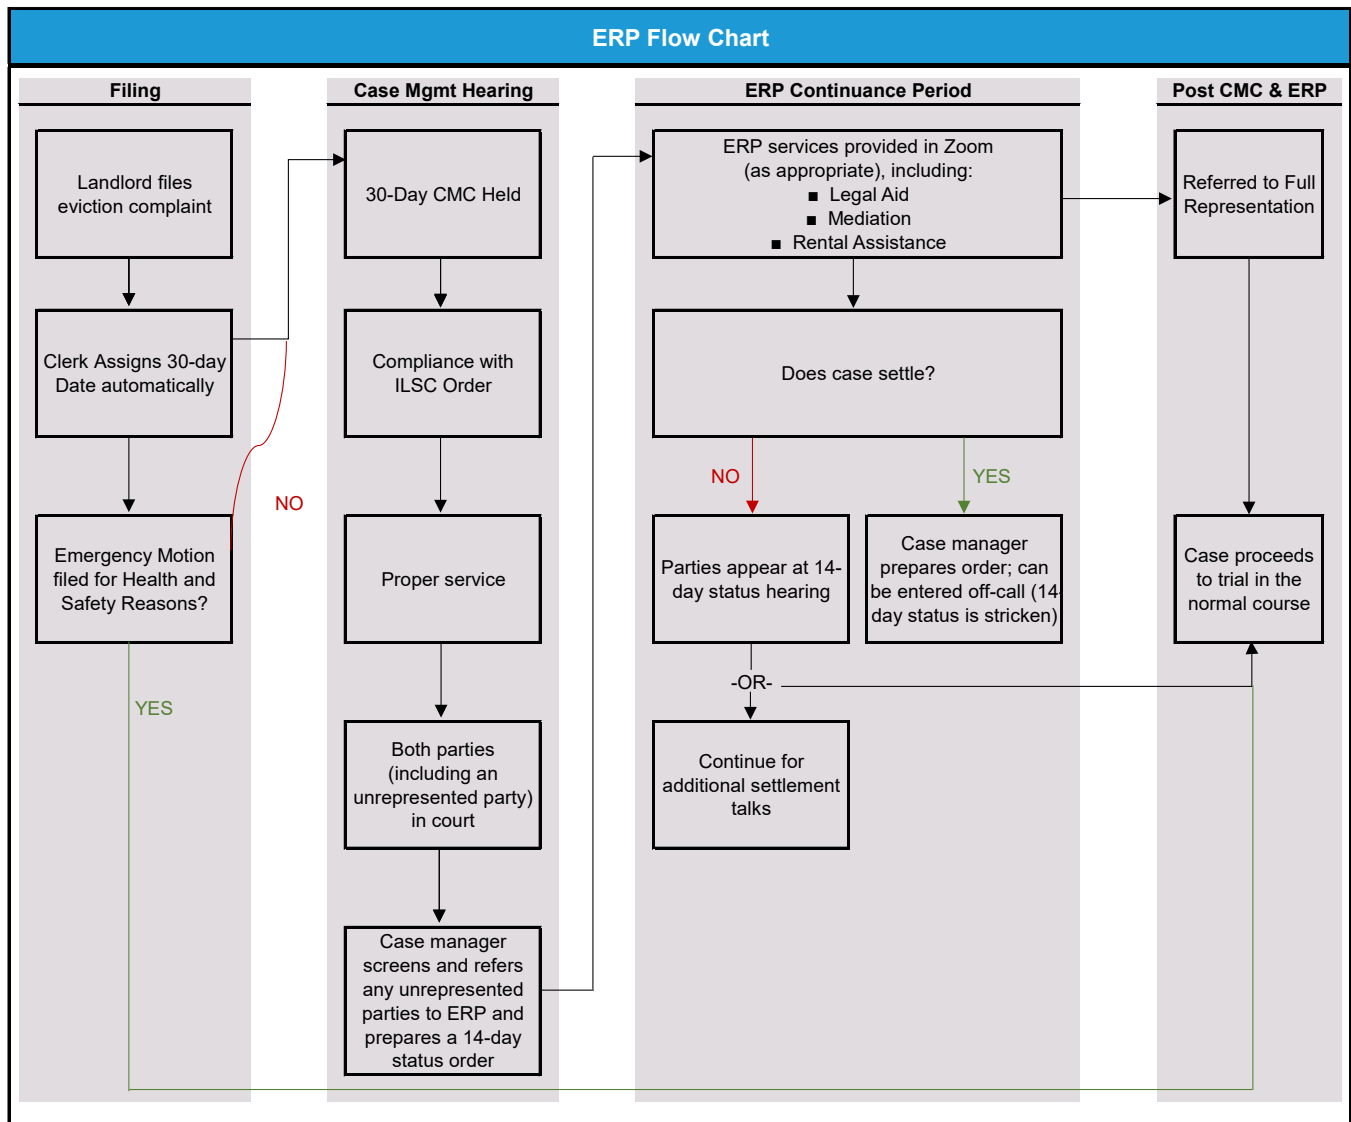 ERP Flow Chart
Filing
Landlord files
eviction complaint
Clerk Assigns 30-day
Date automatically
NO
Emergency Motion
filed for Health and
Safety Reasons?
YES
Case Mgmt Hearing
30-Day CMC Held
Compliance with
ILSC Order
Proper service
Both parties
(including an
unrepresented party)
in court
Case manager
screens and refers
any unrepresented
parties to ERP and
prepares a 14-day
status order
ERP Continuance Period
ERP services provided in Zoom
(as appropriate), including:
■ Legal Aid
■ Mediation
■ Rental Assistance
Does case settle?
NO
YES
Parties appear at 14-
day status hearing
Case manager
prepares order; can
be entered off-call (14-
day status is stricken)
-OR-
Continue for
additional settlement
talks
Post CMC & ERP
Referred to Full
Representation
Case proceeds
to trial in the
normal course